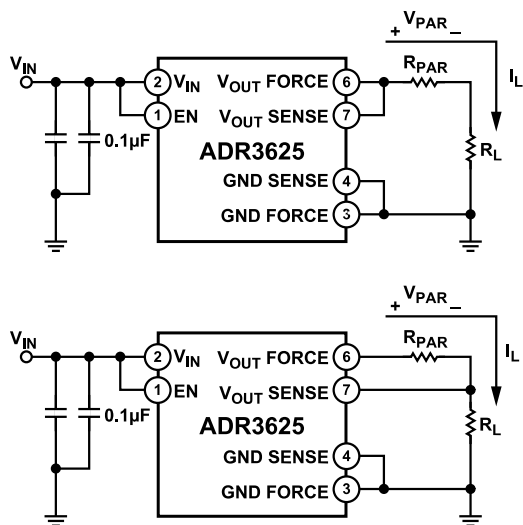 + VPAR –
VIN
RPAR
IL
2 VIN VOUT FORCE 6
1 EN VOUT SENSE 7
0.1µF
ADR3625
RL
GND SENSE 4
GND FORCE 3
+ VPAR –
VIN
RPAR
IL
2 VIN VOUT FORCE 6
1 EN VOUT SENSE 7
0.1µF
ADR3625
RL
GND SENSE 4
GND FORCE 3